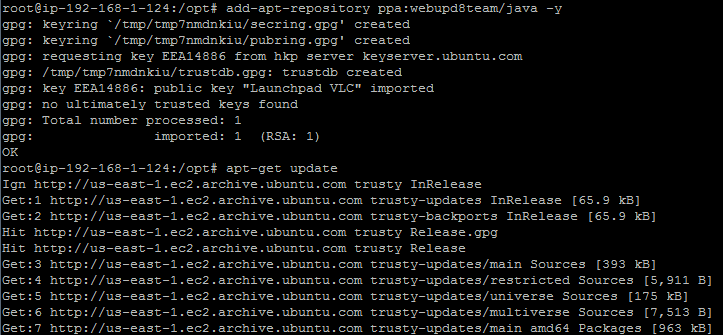 root@ip-192-168-1-124:/opt# add-apt-repository ppa:webupd8team/java -y
gpg: keyring `/tmp/tmp7nmdnkiu/secring.gpg' created
gpg: keyring `/tmp/tmp7nmdnkiu/pubring.gpg' created
gpg: requesting key EEA14886 from hkp server keyserver.ubuntu.com
gpg: /tmp/tmp7nmdnkiu/trustdb.gpg: trustdb created
gpg: key EEA14886: public key "Launchpad VLC" imported
gpg: no ultimately trusted keys found
gpg: Total number processed: 1
gpg:               imported: 1  (RSA: 1)
OK
root@ip-192-168-1-124:/opt# apt-get update
Ign http://us-east-1.ec2.archive.ubuntu.com trusty InRelease
Get:1 http://us-east-1.ec2.archive.ubuntu.com trusty-updates InRelease [65.9 kB]
Get:2 http://us-east-1.ec2.archive.ubuntu.com trusty-backports InRelease [65.9 kB]
Hit http://us-east-1.ec2.archive.ubuntu.com trusty Release.gpg
Hit http://us-east-1.ec2.archive.ubuntu.com trusty Release
Get:3 http://us-east-1.ec2.archive.ubuntu.com trusty-updates/main Sources [393 kB]
Get:4 http://us-east-1.ec2.archive.ubuntu.com trusty-updates/restricted Sources [5,911 B]
Get:5 http://us-east-1.ec2.archive.ubuntu.com trusty-updates/universe Sources [175 kB]
Get:6 http://us-east-1.ec2.archive.ubuntu.com trusty-updates/multiverse Sources [7,513 B]
Get:7 http://us-east-1.ec2.archive.ubuntu.com trusty-updates/main amd64 Packages [963 kB]